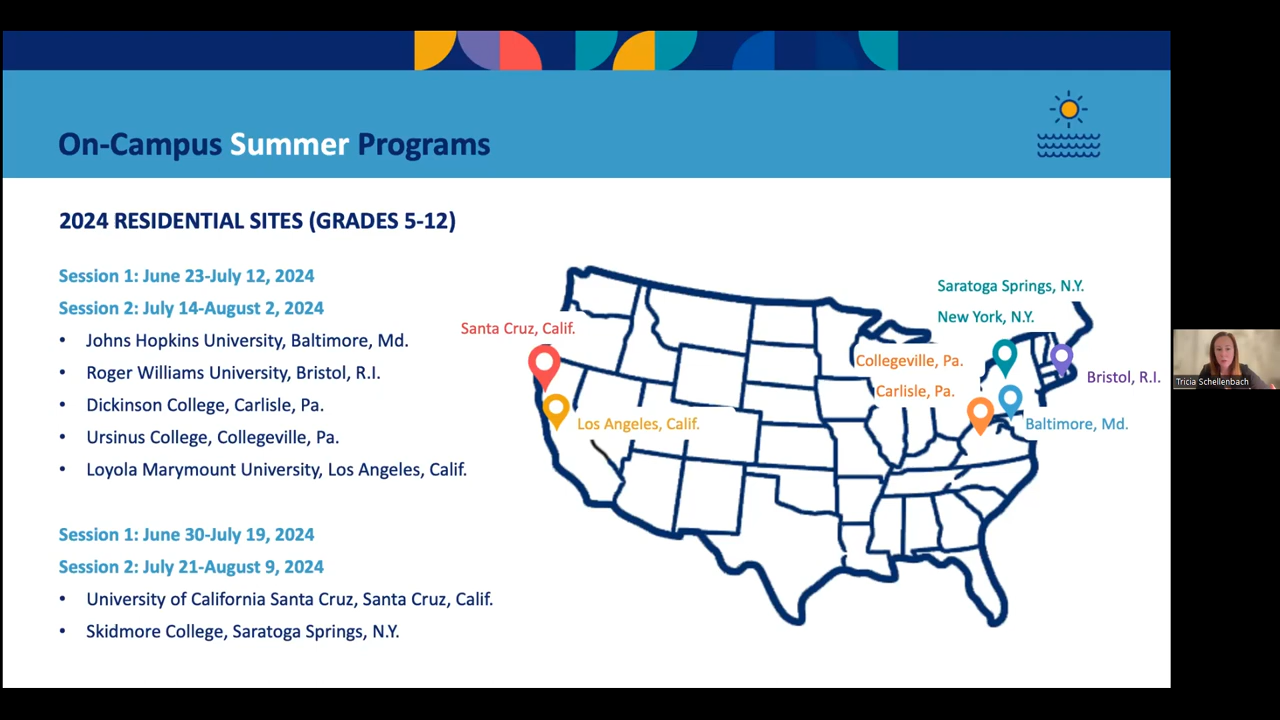 On-Campus Summer Programs
2024 RESIDENTIAL SITES (GRADES 5-12)
Session 1: June 23-July 12, 2024
Session 2: July 14-August 2, 2024
• Johns Hopkins University, Baltimore, Md.
• Roger Williams University, Bristol, R.I.
• Dickinson College, Carlisle, Pa.
• Ursinus College, Collegeville, Pa.
• Loyola Marymount University, Los Angeles, Calif.
Session 1: June 30-July 19, 2024
Session 2: July 21-August 9, 2024
• University of California Santa Cruz, Santa Cruz, Calif.
• Skidmore College, Saratoga Springs, N.Y.
Santa Cruz, Calif.
Los Angeles, Calif.
Saratoga Springs, N.Y.
New York, N.Y.
Collegeville, Pa.
Carlisle, Pa.
Bristol, R.I.
Baltimore, Md.
Tricia Schellenbach